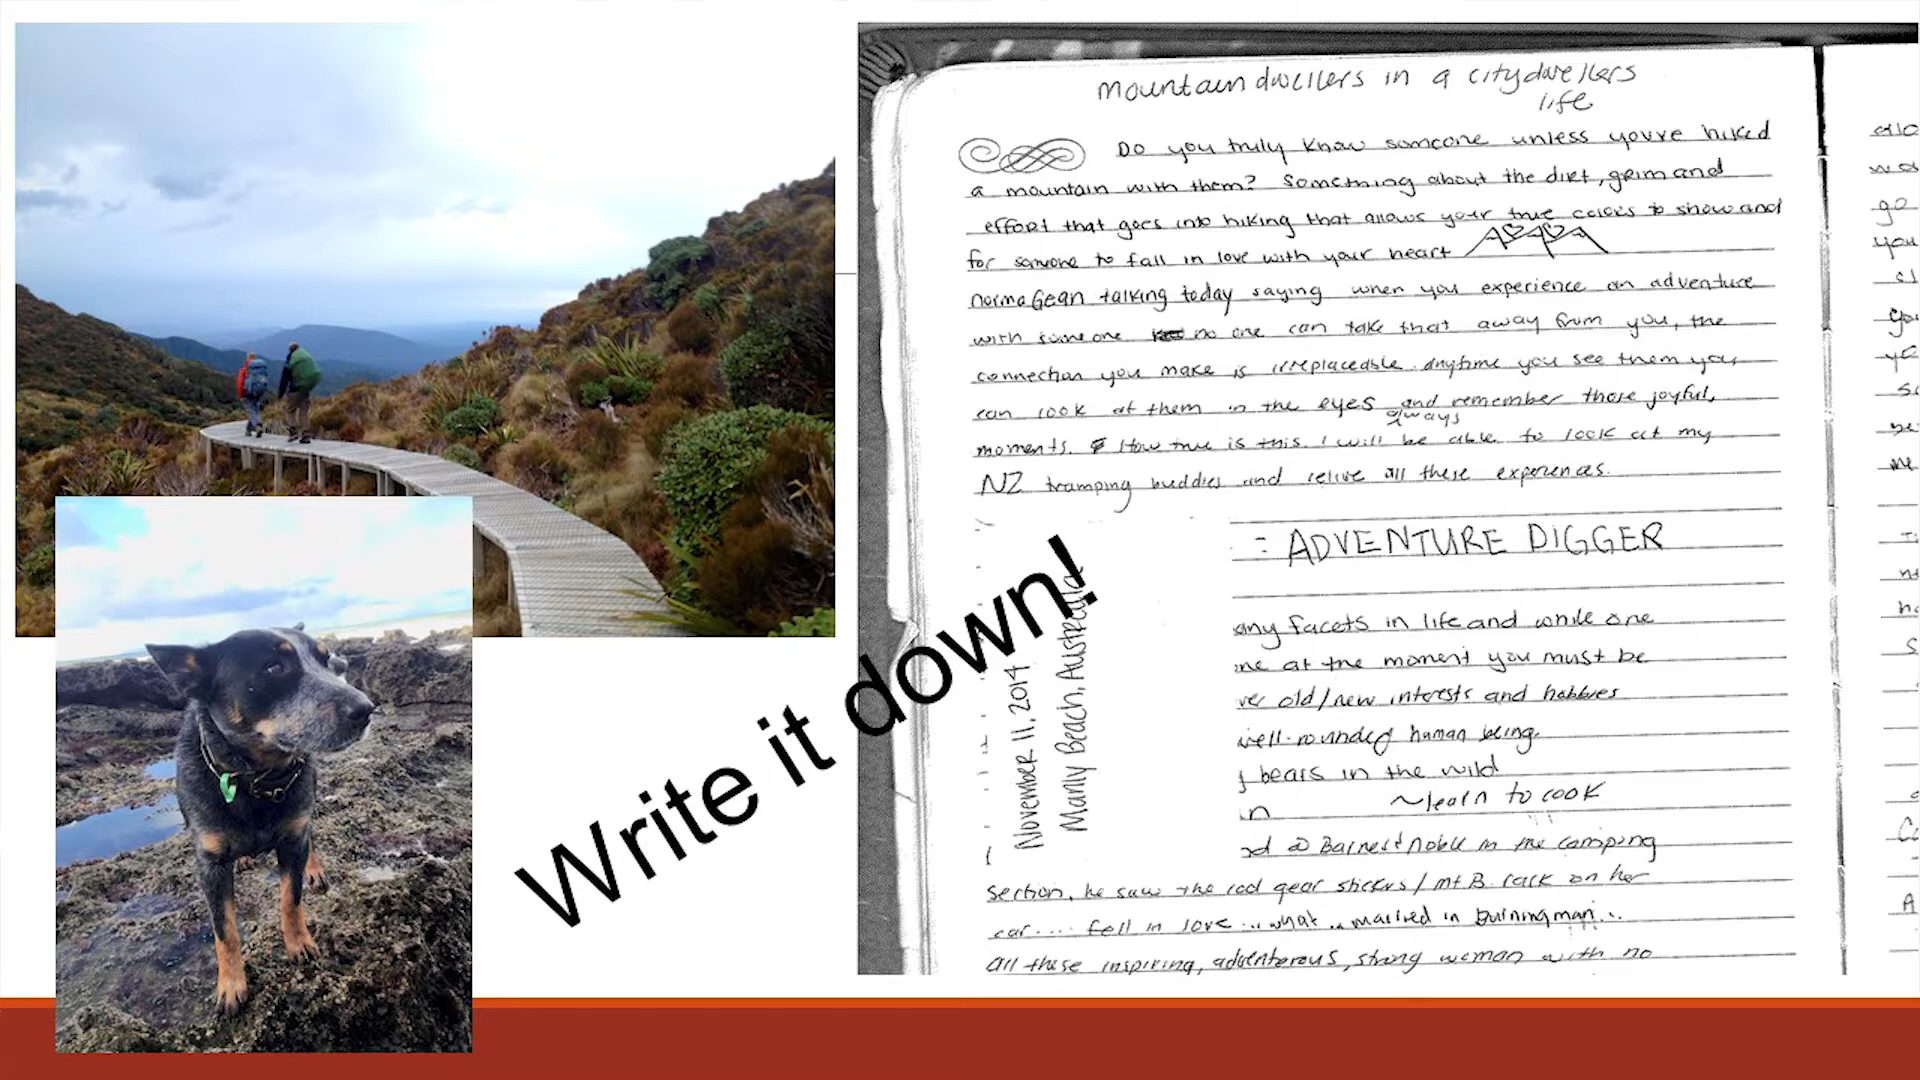 mountain dwellers in a city dwellers
life
Do you truly know someone unless youve hiked
a mountain with them? Something about the dirt, grim and
effort that goes into hiking that allows your true colors to show and
for someone to fall in love with your heart
Norma Gean talking today saying when you experience an adventure
with someone no one can take that away from you, the
connection you make is irreplaceable. Anytime you see them you
can look at them in the eyes and remember those joyful
always
moments. How true is this. I will be able to look at my
NZ tramping buddies and relive all these experiences.
= ADVENTURE DIGGER
any facets in life and while one
me at the moment you must be
ver old/new interests and hobbies
well-rounded human being.
g bears in the wild
~learn to cook
nd @ Barnes & Noble in the camping
section, he saw the cool gear stickers / Mt B. rack on her
car.... fell in love... what... married in Burningman...
all these inspiring, adventerous, strong woman with no
November 11, 2014
Manly Beach, Australia
Write it down!